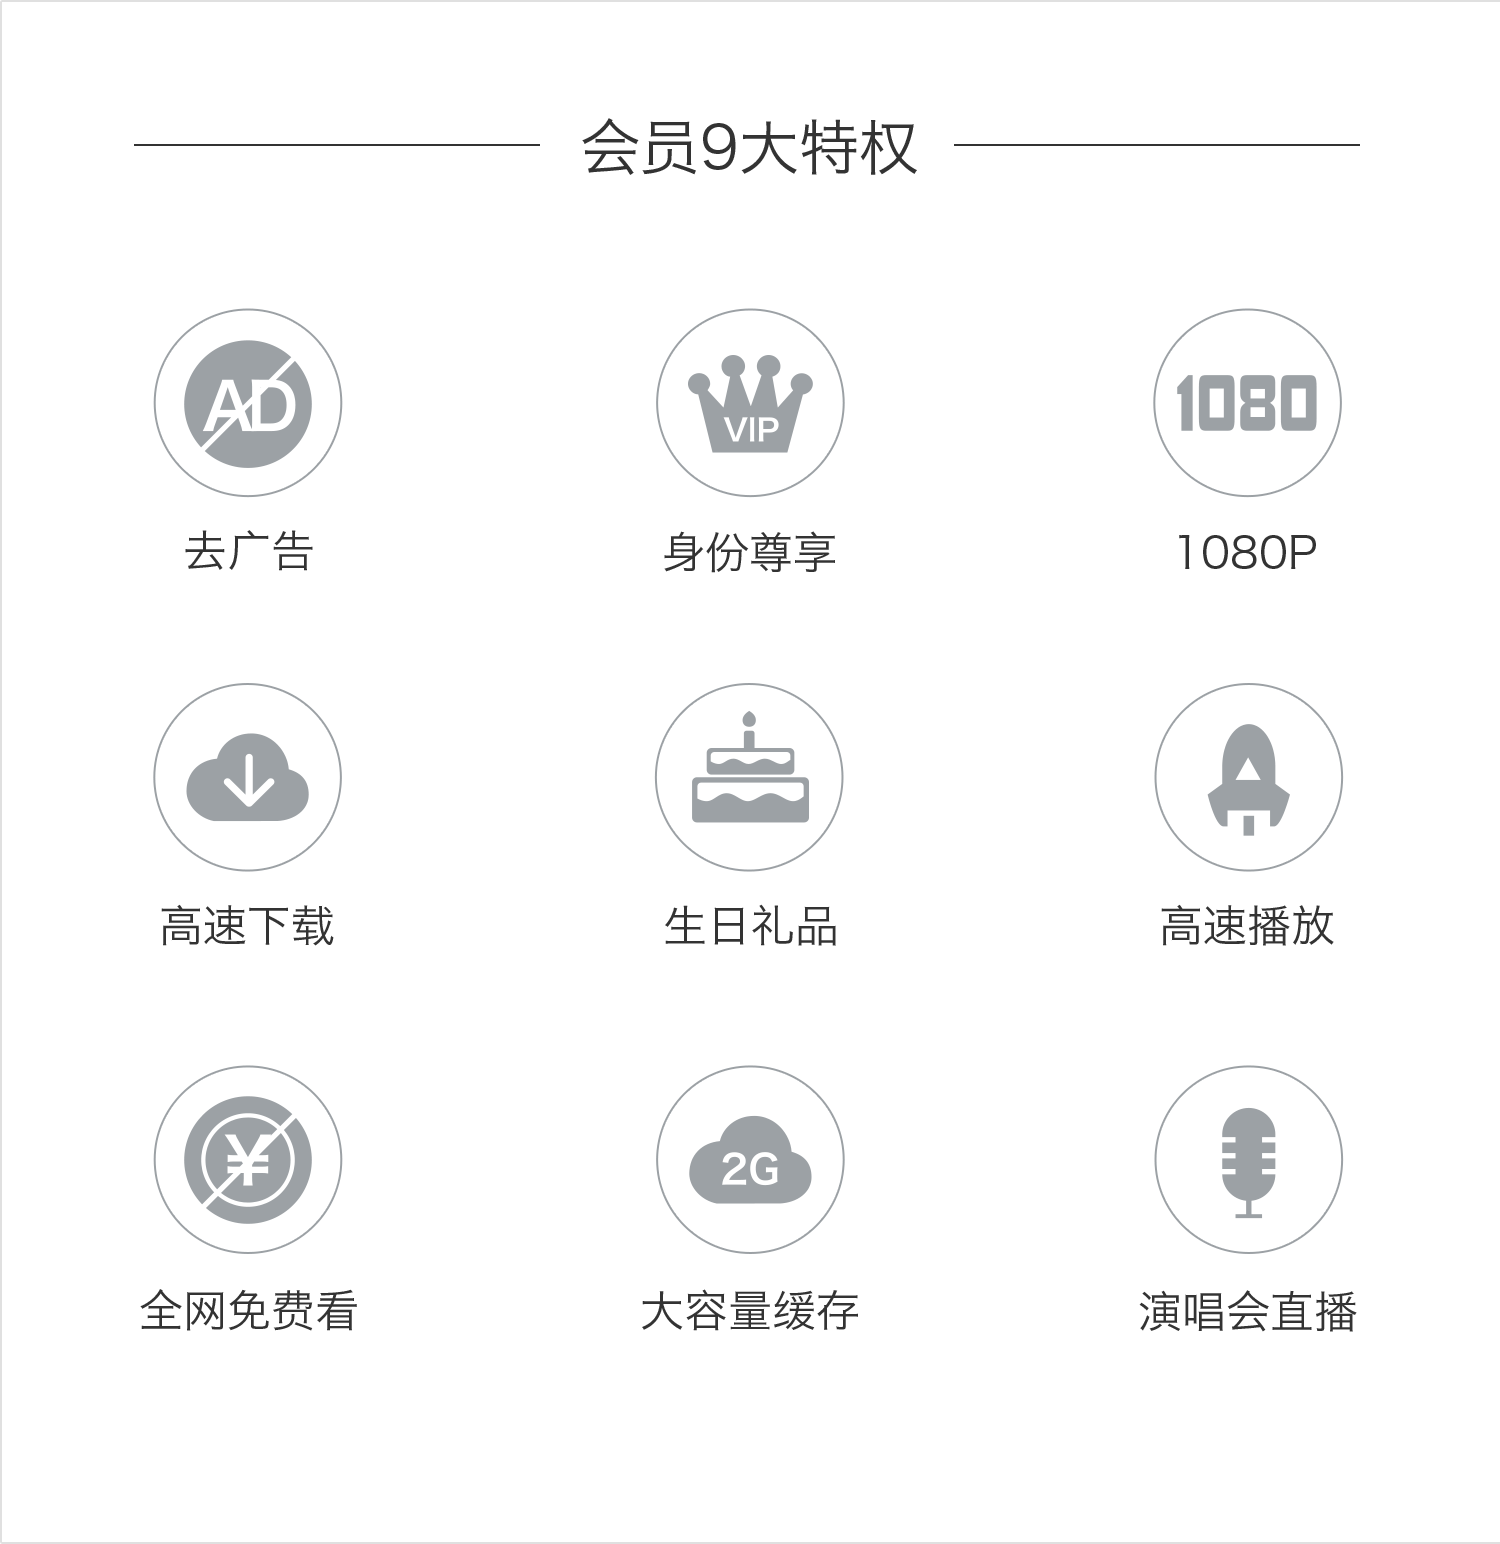 会员9大特权
AD
VIP
1080
去广告
身份尊享
1080P
高速下载
生日礼品
高速播放
¥
2G
全网免费看
大容量缓存
演唱会直播